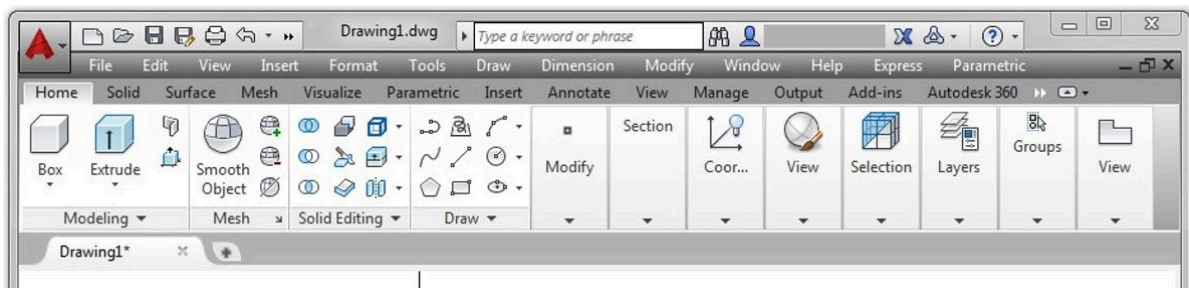 Drawing1.dwg Type a keyword or phrase
File Edit View Insert Format Tools Draw Dimension Modify Window Help Express Parametric
Home Solid Surface Mesh Visualize Parametric Insert Annotate View Manage Output Add-ins Autodesk 360
Box Extrude Smooth Object Modify Section Coor... View Selection Layers Groups View
Modeling Mesh Solid Editing Draw
Drawing1*